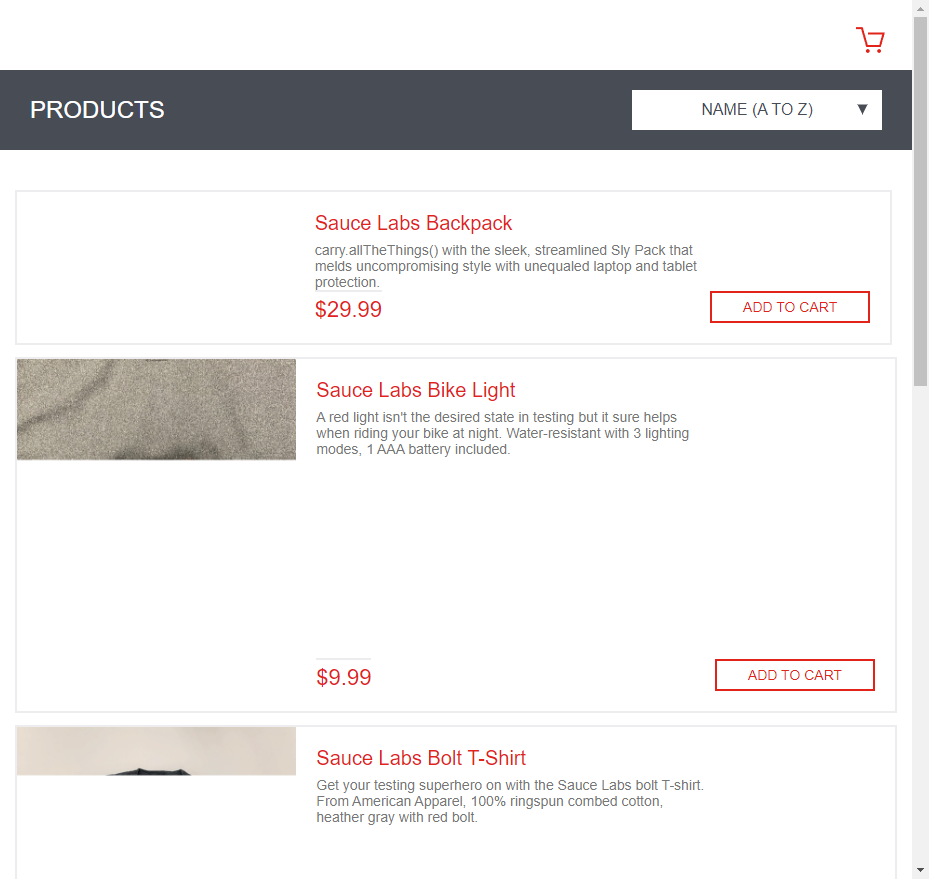 PRODUCTS
NAME (A TO Z) ▼
Sauce Labs Backpack
carry.allTheThings() with the sleek, streamlined Sly Pack that
melds uncompromising style with unequaled laptop and tablet
protection.
$29.99
ADD TO CART
Sauce Labs Bike Light
A red light isn't the desired state in testing but it sure helps
when riding your bike at night. Water-resistant with 3 lighting
modes, 1 AAA battery included.
$9.99
ADD TO CART
Sauce Labs Bolt T-Shirt
Get your testing superhero on with the Sauce Labs bolt T-shirt.
From American Apparel, 100% ringspun combed cotton,
heather gray with red bolt.